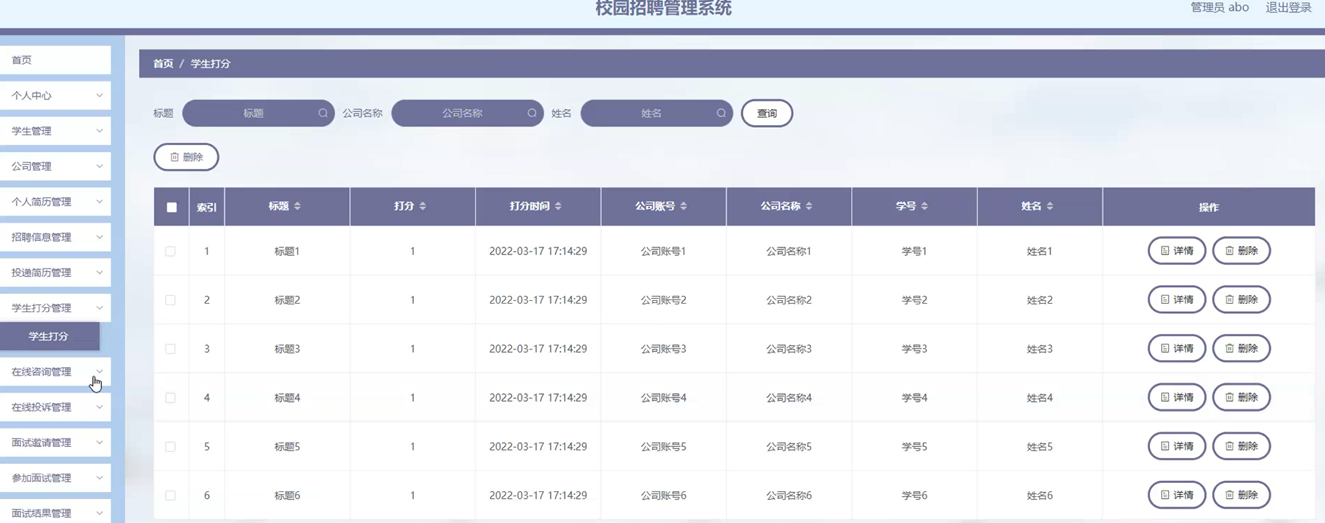 校园招聘管理系统
管理员 abo 退出登录
首页
个人中心
学生管理
公司管理
个人简历管理
招聘信息管理
投递简历管理
学生打分管理
学生打分
在线咨询管理
在线投诉管理
面试邀请管理
参加面试管理
面试结果管理
首页 / 学生打分
标题 标题 公司名称 公司名称 姓名 姓名 查询
删除
索引 标题 打分 打分时间 公司账号 公司名称 学号 姓名 操作
1 标题1 1 2022-03-17 17:14:29 公司账号1 公司名称1 学号1 姓名1 详情 删除
2 标题2 1 2022-03-17 17:14:29 公司账号2 公司名称2 学号2 姓名2 详情 删除
3 标题3 1 2022-03-17 17:14:29 公司账号3 公司名称3 学号3 姓名3 详情 删除
4 标题4 1 2022-03-17 17:14:29 公司账号4 公司名称4 学号4 姓名4 详情 删除
5 标题5 1 2022-03-17 17:14:29 公司账号5 公司名称5 学号5 姓名5 详情 删除
6 标题6 1 2022-03-17 17:14:29 公司账号6 公司名称6 学号6 姓名6 详情 删除